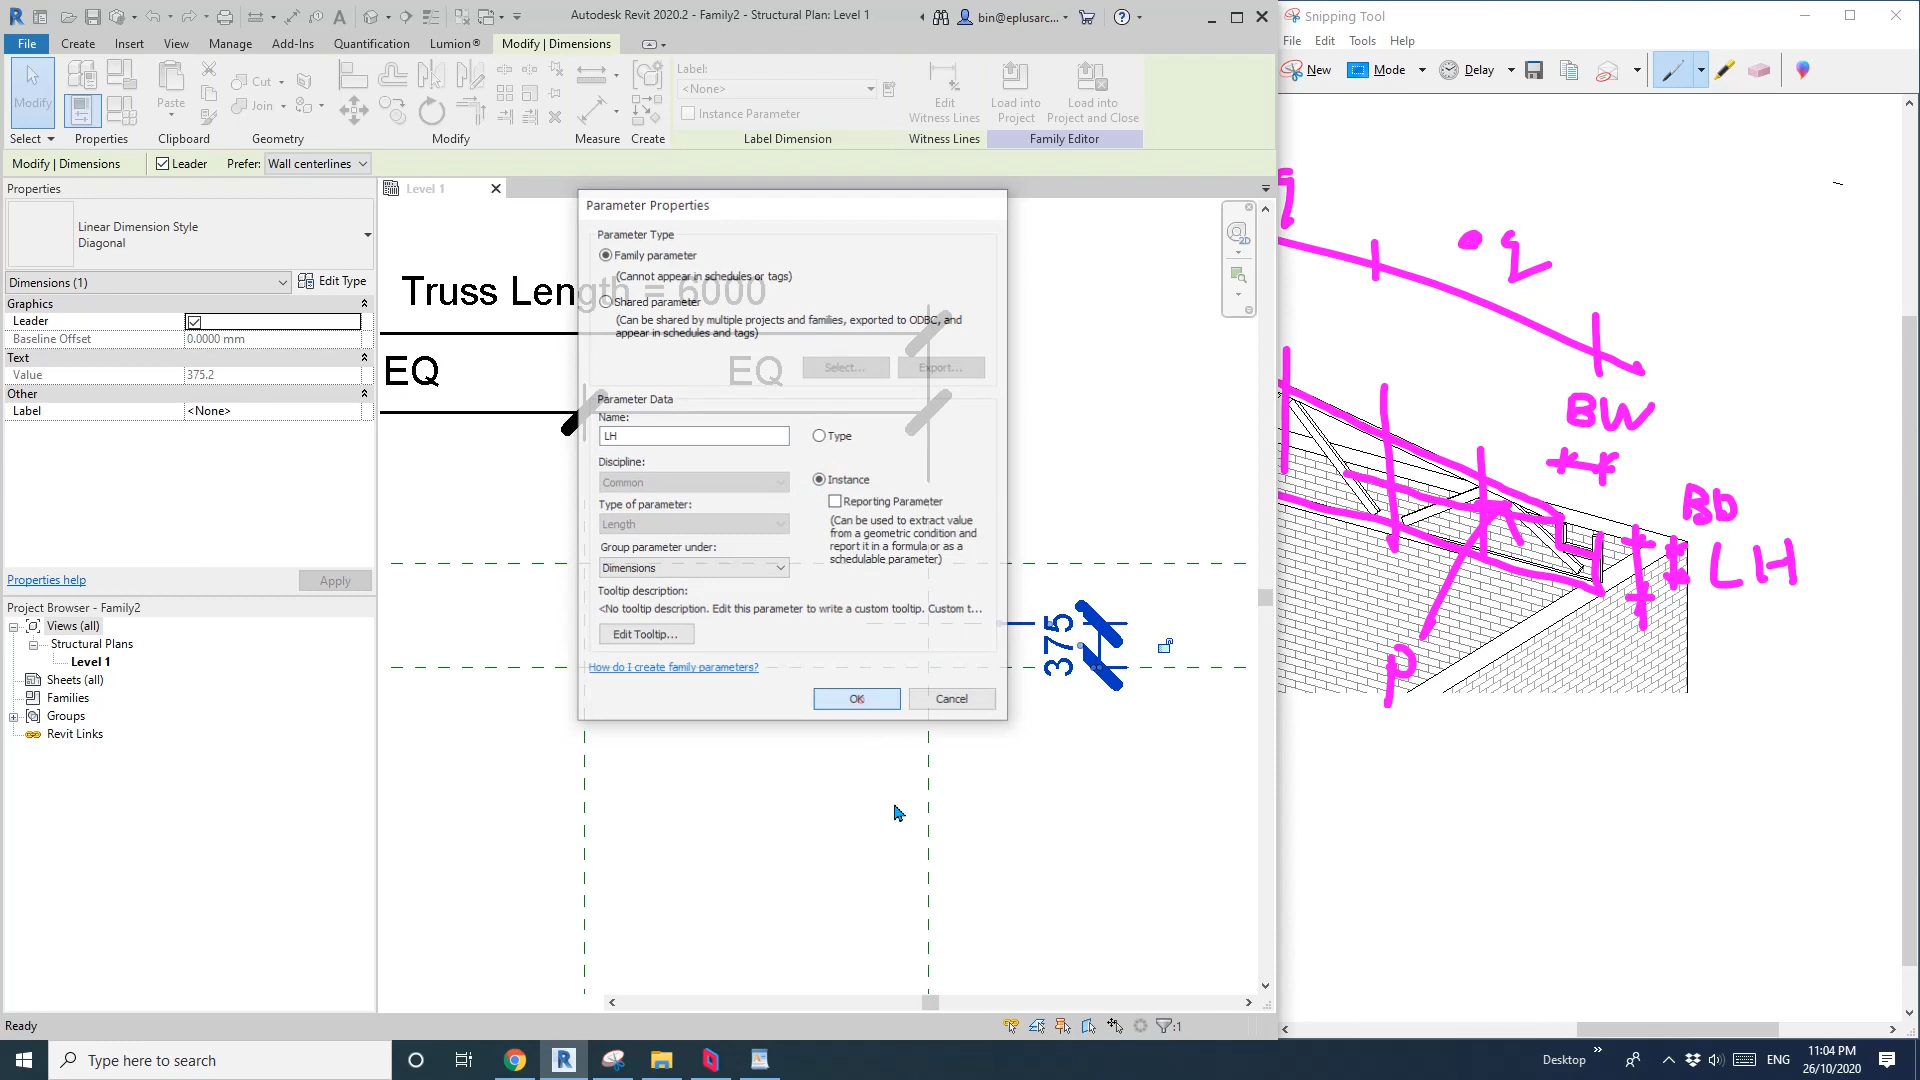 Autodesk Revit 2020.2 - Family2 - Structural Plan: Level 1
bin@eplusarc...
File Create Insert View Manage Add-Ins Quantification Lumion® Modify | Dimensions
Modify
Paste
Cut
Join
Label:
<None>
Instance Parameter
Edit
Witness Lines
Load into
Project
Load into
Project and Close
Select Properties Clipboard Geometry Modify Measure Create Label Dimension Witness Lines Family Editor
Modify | Dimensions Leader Prefer: Wall centerlines
Properties
Linear Dimension Style
Diagonal
Dimensions (1) Edit Type
Graphics
Leader
Baseline Offset 0.0000 mm
Text
Value 375.2
Other
Label <None>
Properties help Apply
Project Browser - Family2
Views (all)
Structural Plans
Level 1
Sheets (all)
Families
Groups
Revit Links
Level 1
Truss Length = 6000
EQ EQ
375
Parameter Properties
Parameter Type
Family parameter
(Cannot appear in schedules or tags)
Shared parameter
(Can be shared by multiple projects and families, exported to ODBC, and
appear in schedules and tags)
Select... Export...
Parameter Data
Name:
LH
Type
Discipline:
Common
Instance
Type of parameter:
Reporting Parameter
Length
(Can be used to extract value
from a geometric condition and
report it in a formula or as a
schedulable parameter)
Group parameter under:
Dimensions
Tooltip description:
<No tooltip description. Edit this parameter to write a custom tooltip. Custom t...
Edit Tooltip...
How do I create family parameters?
OK Cancel
2D
:1
Ready
Snipping Tool
File Edit Tools Help
New Mode Delay
BW
BD
LH
P
Type here to search
Desktop
ENG
11:04 PM
26/10/2020